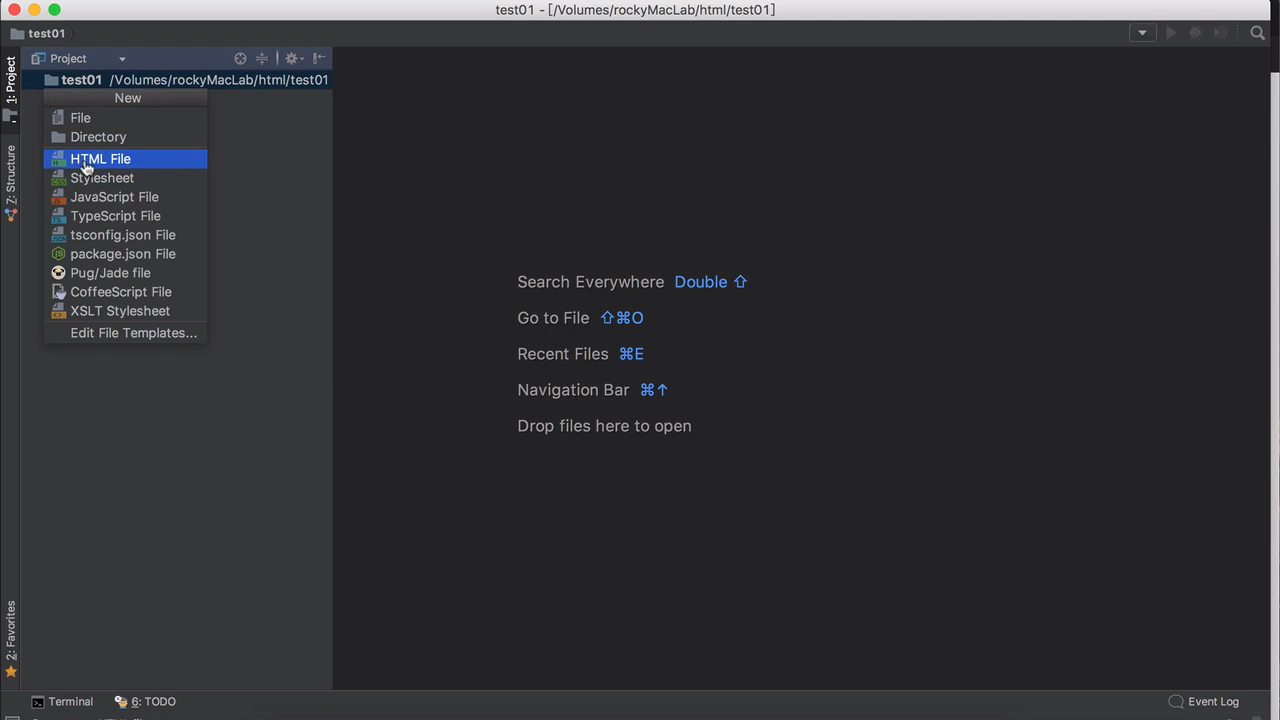 test01 - [/Volumes/rockyMacLab/html/test01]
test01
Project
test01 /Volumes/rockyMacLab/html/test01
New
File
Directory
HTML File
Stylesheet
JavaScript File
TypeScript File
tsconfig.json File
package.json File
Pug/Jade file
CoffeeScript File
XSLT Stylesheet
Edit File Templates...
1: Project
Z: Structure
2: Favorites
Search Everywhere Double ⇧
Go to File ⇧⌘O
Recent Files ⌘E
Navigation Bar ⌘↑
Drop files here to open
Terminal
6: TODO
Event Log